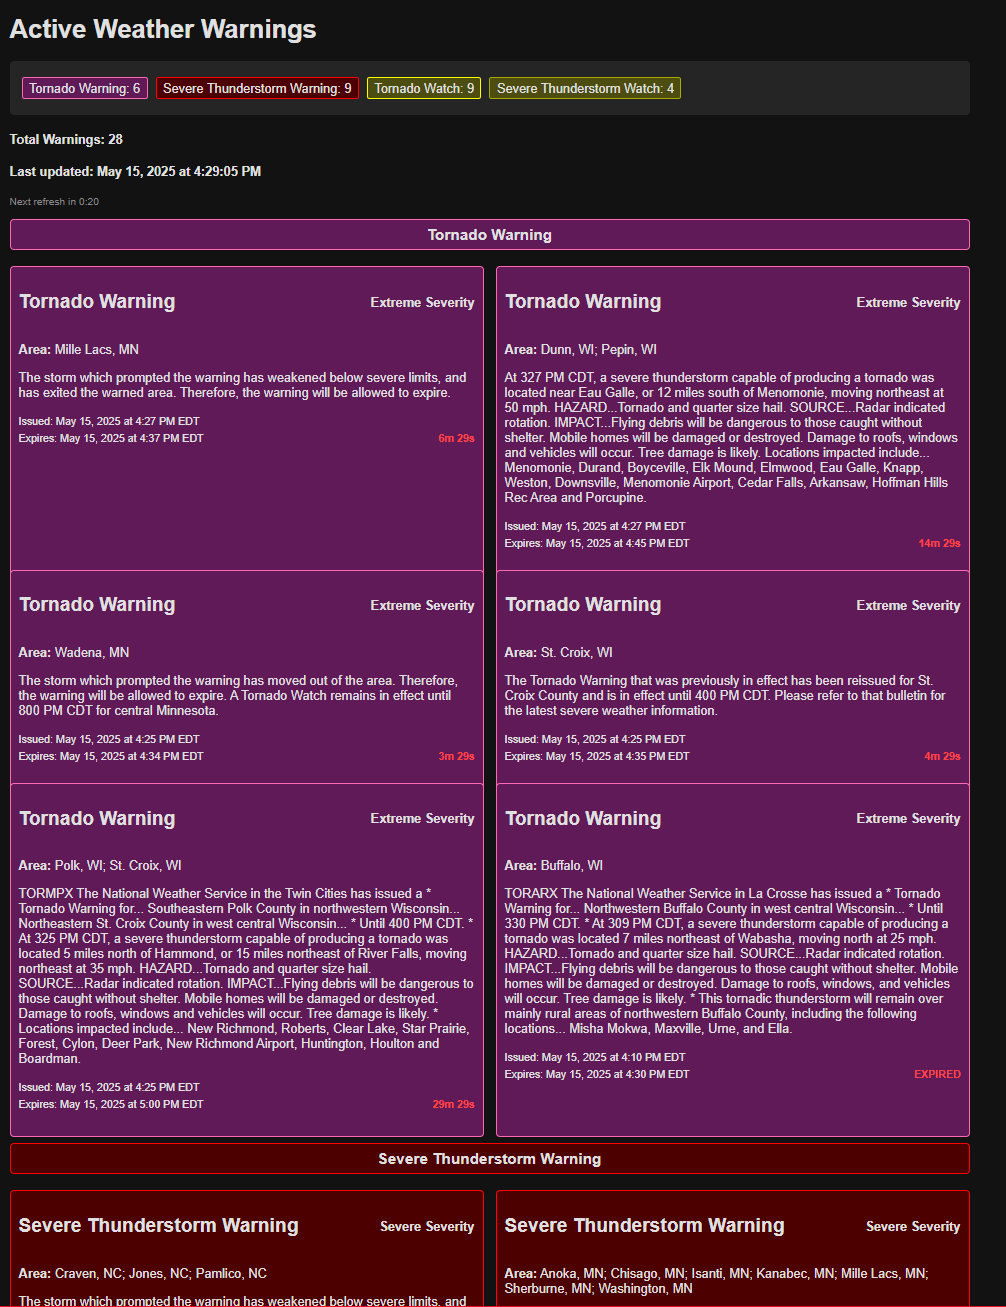 Active Weather Warnings
Tornado Warning: 6
Severe Thunderstorm Warning: 9
Tornado Watch: 9
Severe Thunderstorm Watch: 4
Total Warnings: 28
Last updated: May 15, 2025 at 4:29:05 PM
Next refresh in 0:20
Tornado Warning
Tornado Warning
Extreme Severity
Area: Mille Lacs, MN
The storm which prompted the warning has weakened below severe limits, and
has exited the warned area. Therefore, the warning will be allowed to expire.
Issued: May 15, 2025 at 4:27 PM EDT
Expires: May 15, 2025 at 4:37 PM EDT
6m 29s
Tornado Warning
Extreme Severity
Area: Dunn, WI; Pepin, WI
At 327 PM CDT, a severe thunderstorm capable of producing a tornado was
located near Eau Galle, or 12 miles south of Menomonie, moving northeast at
50 mph. HAZARD...Tornado and quarter size hail. SOURCE...Radar indicated
rotation. IMPACT...Flying debris will be dangerous to those caught without
shelter. Mobile homes will be damaged or destroyed. Damage to roofs, windows
and vehicles will occur. Tree damage is likely. Locations impacted include...
Menomonie, Durand, Boyceville, Elk Mound, Elmwood, Eau Galle, Knapp,
Weston, Downsville, Menomonie Airport, Cedar Falls, Arkansaw, Hoffman Hills
Rec Area and Porcupine.
Issued: May 15, 2025 at 4:27 PM EDT
Expires: May 15, 2025 at 4:45 PM EDT
14m 29s
Tornado Warning
Extreme Severity
Area: Wadena, MN
The storm which prompted the warning has moved out of the area. Therefore,
the warning will be allowed to expire. A Tornado Watch remains in effect until
800 PM CDT for central Minnesota.
Issued: May 15, 2025 at 4:25 PM EDT
Expires: May 15, 2025 at 4:34 PM EDT
3m 29s
Tornado Warning
Extreme Severity
Area: St. Croix, WI
The Tornado Warning that was previously in effect has been reissued for St.
Croix County and is in effect until 400 PM CDT. Please refer to that bulletin for
the latest severe weather information.
Issued: May 15, 2025 at 4:25 PM EDT
Expires: May 15, 2025 at 4:35 PM EDT
4m 29s
Tornado Warning
Extreme Severity
Area: Polk, WI; St. Croix, WI
TORMPX The National Weather Service in the Twin Cities has issued a *
Tornado Warning for... Southeastern Polk County in northwestern Wisconsin...
Northeastern St. Croix County in west central Wisconsin... * Until 400 PM CDT. *
At 325 PM CDT, a severe thunderstorm capable of producing a tornado was
located 5 miles north of Hammond, or 15 miles northeast of River Falls, moving
northeast at 35 mph. HAZARD...Tornado and quarter size hail.
SOURCE...Radar indicated rotation. IMPACT...Flying debris will be dangerous to
those caught without shelter. Mobile homes will be damaged or destroyed.
Damage to roofs, windows and vehicles will occur. Tree damage is likely. *
Locations impacted include... New Richmond, Roberts, Clear Lake, Star Prairie,
Forest, Cylon, Deer Park, New Richmond Airport, Huntington, Houlton and
Boardman.
Issued: May 15, 2025 at 4:25 PM EDT
Expires: May 15, 2025 at 5:00 PM EDT
29m 29s
Tornado Warning
Extreme Severity
Area: Buffalo, WI
TORARX The National Weather Service in La Crosse has issued a * Tornado
Warning for... Northwestern Buffalo County in west central Wisconsin... * Until
330 PM CDT. * At 309 PM CDT, a severe thunderstorm capable of producing a
tornado was located 7 miles northeast of Wabasha, moving north at 25 mph.
HAZARD...Tornado and quarter size hail. SOURCE...Radar indicated rotation.
IMPACT...Flying debris will be dangerous to those caught without shelter. Mobile
homes will be damaged or destroyed. Damage to roofs, windows, and vehicles
will occur. Tree damage is likely. * This tornadic thunderstorm will remain over
mainly rural areas of northwestern Buffalo County, including the following
locations... Misha Mokwa, Maxville, Urne, and Ella.
Issued: May 15, 2025 at 4:10 PM EDT
Expires: May 15, 2025 at 4:30 PM EDT
EXPIRED
Severe Thunderstorm Warning
Severe Thunderstorm Warning
Severe Severity
Area: Craven, NC; Jones, NC; Pamlico, NC
The storm which prompted the warning has weakened below severe limits, and
Severe Thunderstorm Warning
Severe Severity
Area: Anoka, MN; Chisago, MN; Isanti, MN; Kanabec, MN; Mille Lacs, MN;
Sherburne, MN; Washington, MN